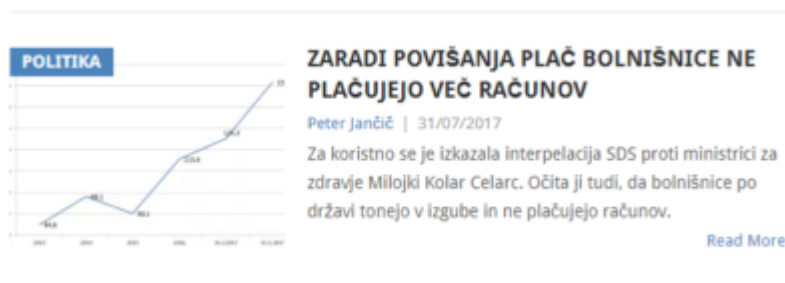 POLITIKA
ZARADI POVIŠANJA PLAČ BOLNIŠNICE NE
PLAČUJEJO VEČ RAČUNOV
Peter Jančič | 31/07/2017
Za koristno se je izkazala interpelacija SDS proti ministrici za
zdravje Milojki Kolar Celarc. Očita ji tudi, da bolnišnice po
državi tonejo v izgube in ne plačujejo računov.
Read More